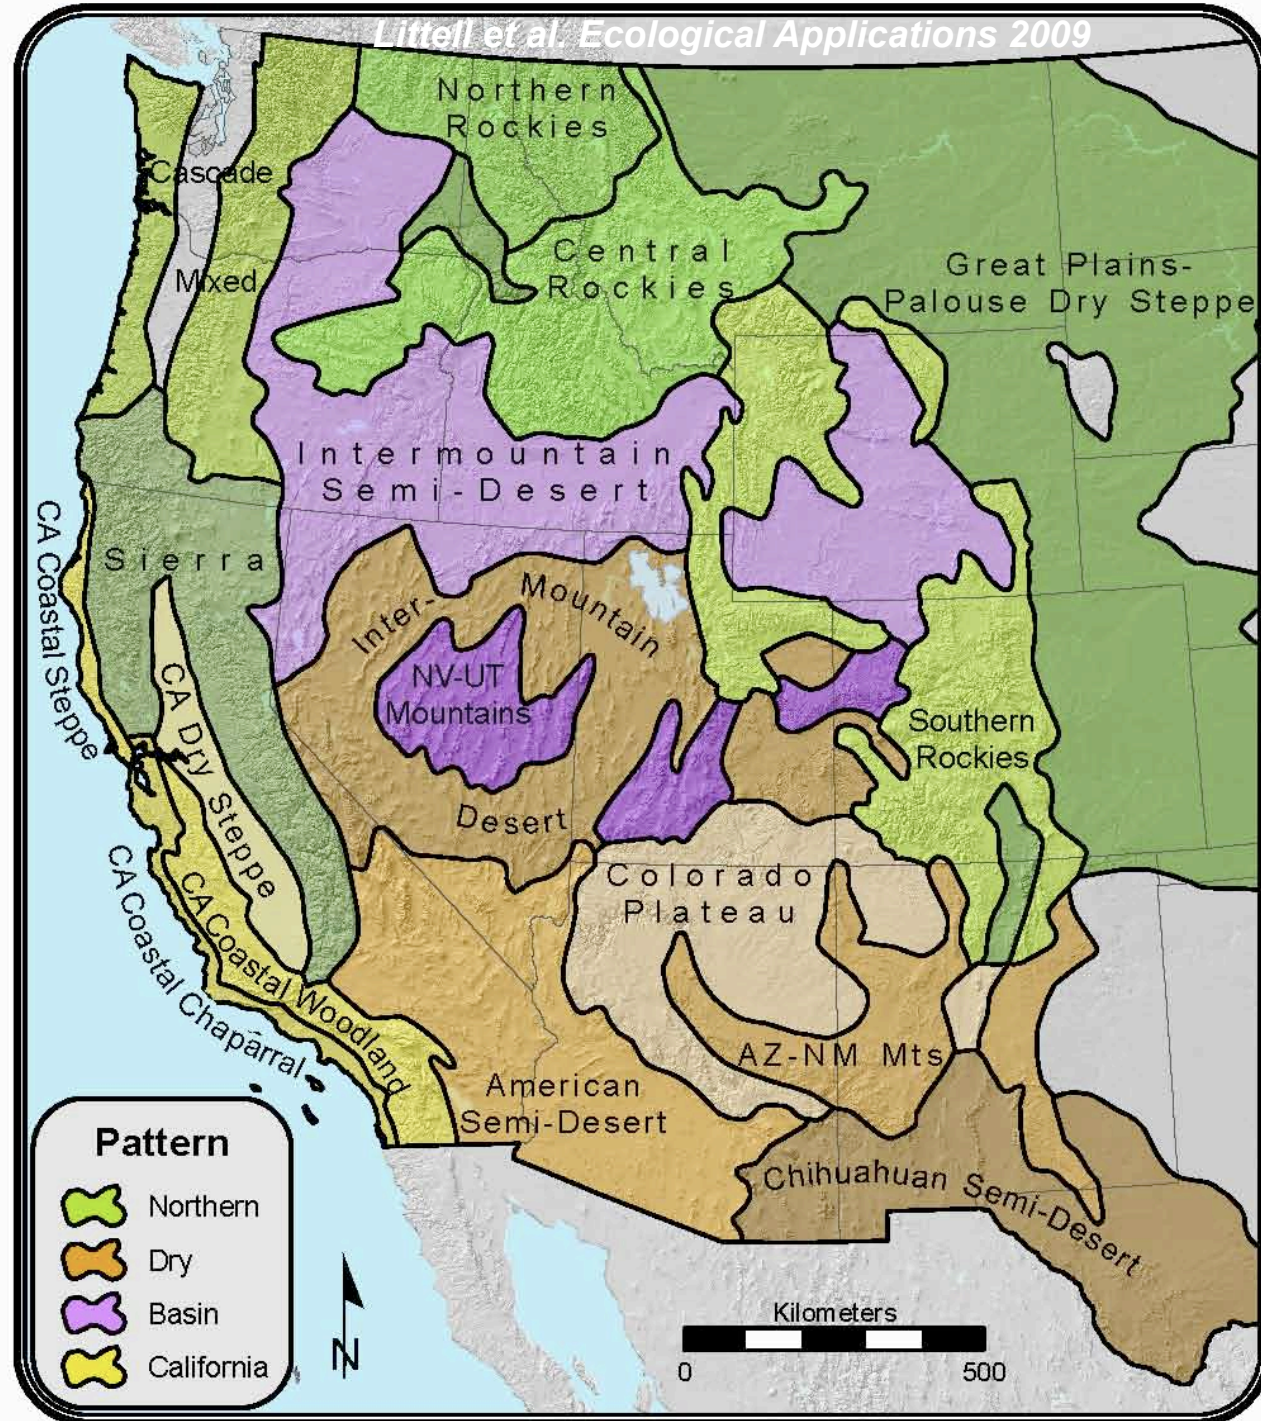 Littell et al. Ecological Applications 2009
Northern
Rockies
Cascade
Mixed
Central
Rockies
Great Plains-
Palouse Dry Steppe
Intermountain
Semi-Desert
Sierra
CA Coastal Steppe
Inter-
Mountain
NV-UT
Mountains
CA Dry Steppe
Southern
Rockies
Desert
Colorado
Plateau
CA Coastal Woodland
CA Coastal Chaparral
AZ-NM Mts
American
Semi-Desert
Chihuahuan Semi-Desert
Pattern
Northern
Dry
Basin
California
N
Kilometers
0 500